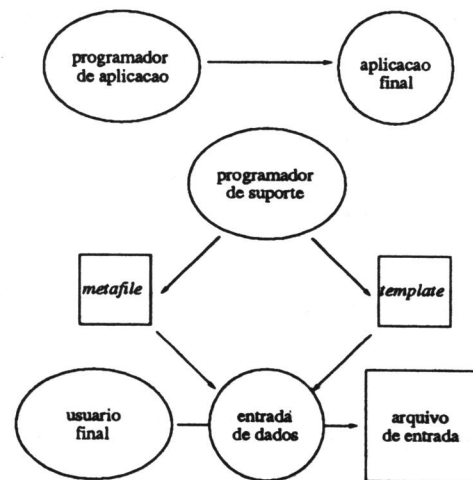 programador
de aplicacao
aplicacao
final
programador
de suporte
metafile
template
usuario
final
entrada
de dados
arquivo
de entrada